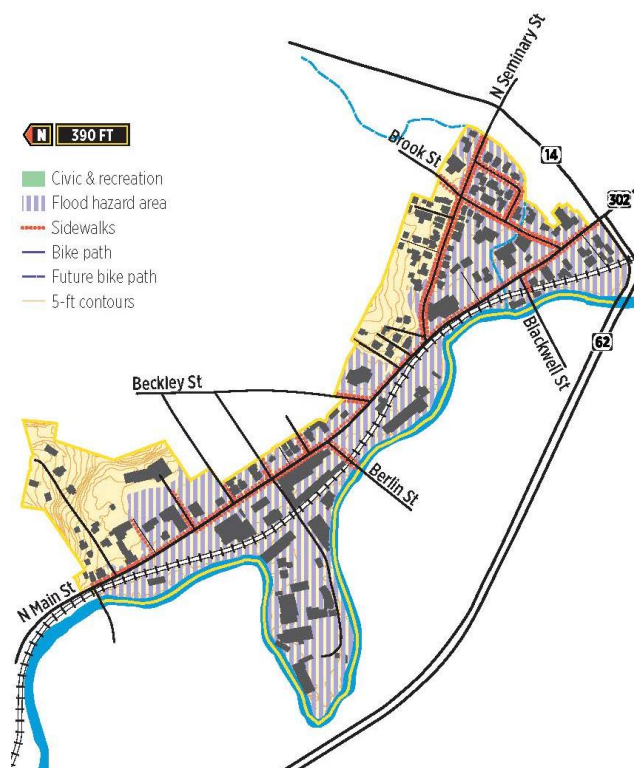 N Seminary St
14
Brook St
N 390 FT
302
Civic & recreation
Flood hazard area
Sidewalks
Bike path
Future bike path
5-ft contours
Blackwell St
62
Beckley St
Berlin St
N Main St